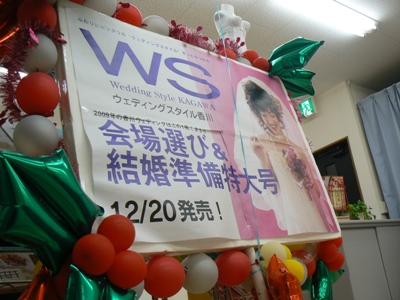 WS
Wedding Style KAGAWA
ウェディングスタイル香川
会場選び&
結婚準備特大号
12/20発売！